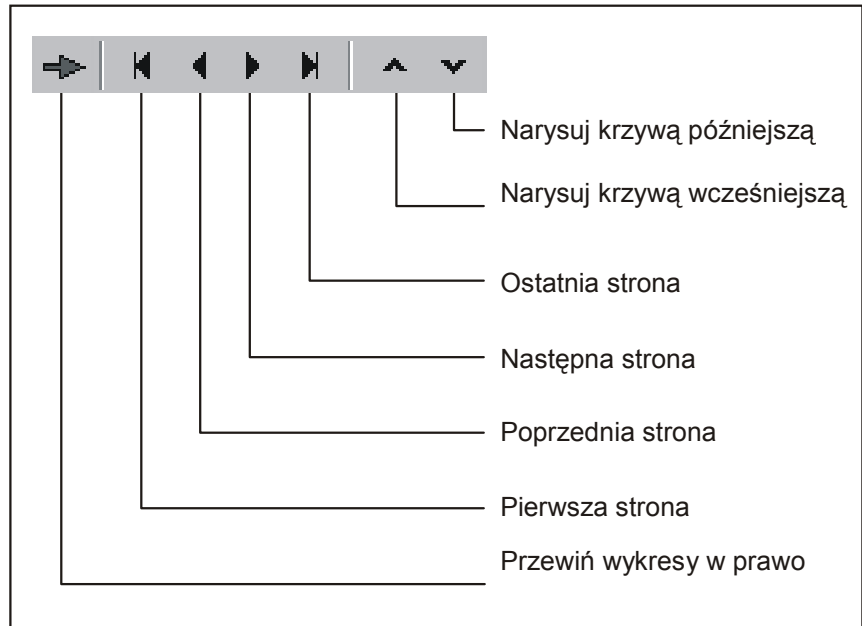 Narysuj krzywą późniejszą
Narysuj krzywą wcześniejszą
Ostatnia strona
Następna strona
Poprzednia strona
Pierwsza strona
Przewiń wykresy w prawo